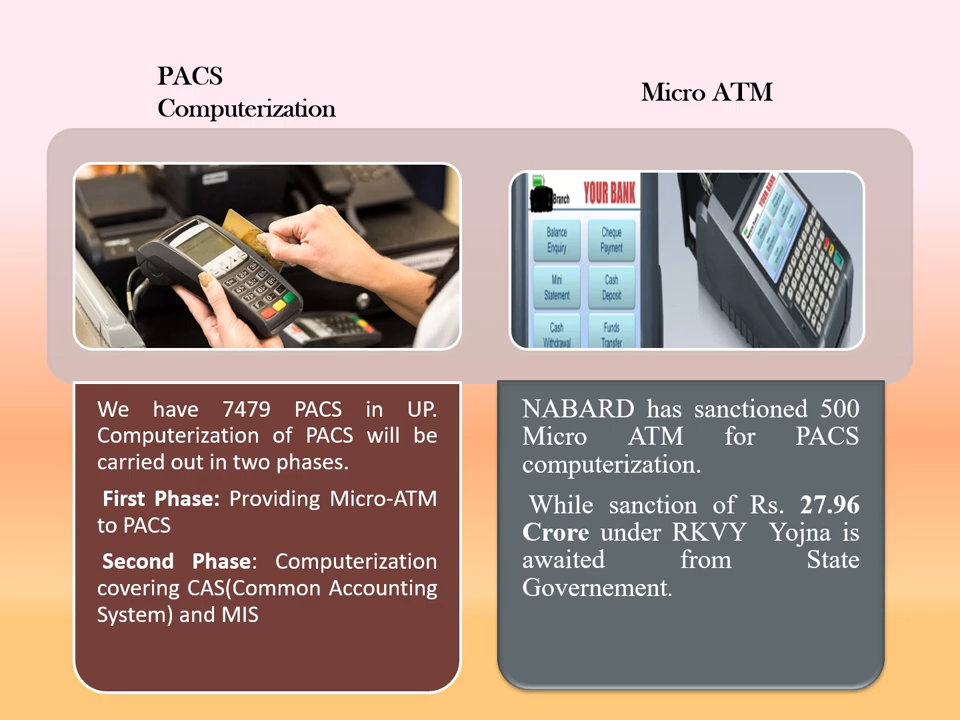 PACS
Computerization
Micro ATM
Branch
YOUR BANK
Balance
Enquiry
Cheque
Payment
Mini
Statement
Cash
Deposit
Cash
Withdrawal
Funds
Transfer
YOUR BANK
We have 7479 PACS in UP.
Computerization of PACS will be
carried out in two phases.
First Phase: Providing Micro-ATM
to PACS
Second Phase: Computerization
covering CAS(Common Accounting
System) and MIS
NABARD has sanctioned 500
Micro ATM for PACS
computerization.
While sanction of Rs. 27.96
Crore under RKVY Yojna is
awaited from State
Governement.